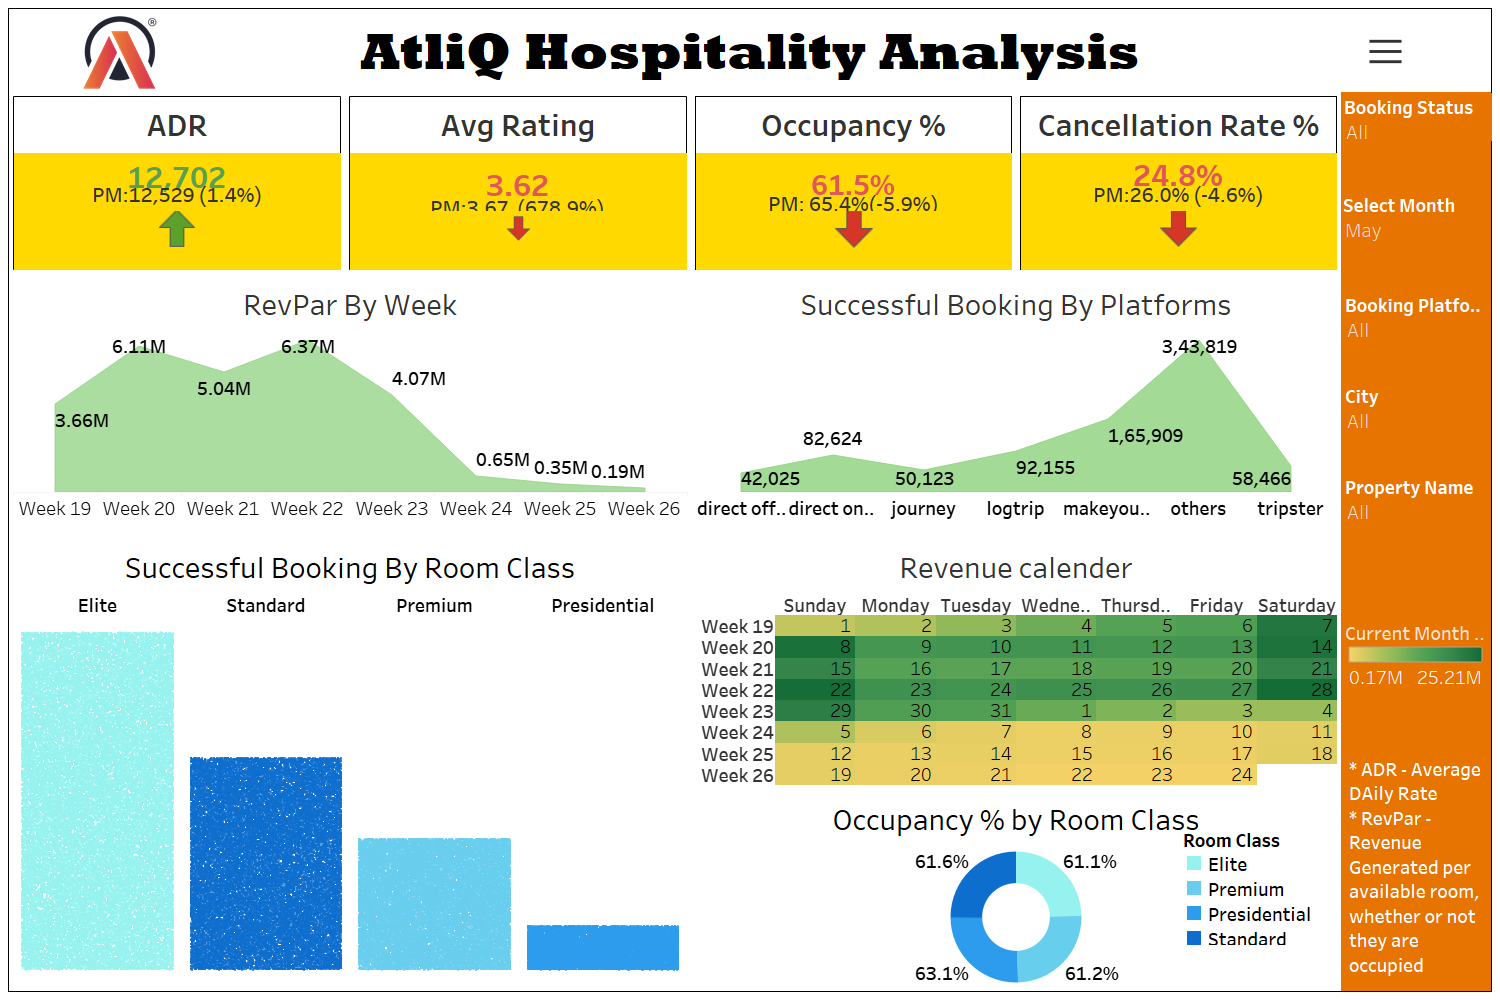 ®
AtliQ Hospitality Analysis
ADR
12,702
PM:12,529 (1.4%)
Avg Rating
3.62
PM:3.67 (678.9%)
Occupancy %
61.5%
PM: 65.4%(-5.9%)
Cancellation Rate %
24.8%
PM:26.0% (-4.6%)
Booking Status
All
Select Month
May
Booking Platfo..
All
City
All
Property Name
All
Current Month ..
0.17M 25.21M
* ADR - Average
DAily Rate
* RevPar -
Revenue
Generated per
available room,
whether or not
they are
occupied
RevPar By Week
3.66M
6.11M
5.04M
6.37M
4.07M
0.65M
0.35M
0.19M
Week 19 Week 20 Week 21 Week 22 Week 23 Week 24 Week 25 Week 26
Successful Booking By Platforms
42,025
82,624
50,123
92,155
1,65,909
3,43,819
58,466
direct off.. direct on.. journey logtrip makeyou.. others tripster
Successful Booking By Room Class
Elite Standard Premium Presidential
Revenue calender
Sunday Monday Tuesday Wedne.. Thursd.. Friday Saturday
Week 19 1 2 3 4 5 6 7
Week 20 8 9 10 11 12 13 14
Week 21 15 16 17 18 19 20 21
Week 22 22 23 24 25 26 27 28
Week 23 29 30 31 1 2 3 4
Week 24 5 6 7 8 9 10 11
Week 25 12 13 14 15 16 17 18
Week 26 19 20 21 22 23 24
Occupancy % by Room Class
61.6% 61.1%
63.1% 61.2%
Room Class
Elite
Premium
Presidential
Standard